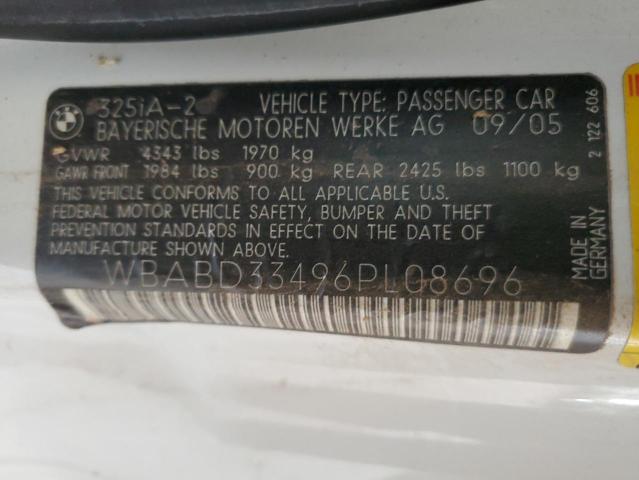 BMW
325iA-2 VEHICLE TYPE: PASSENGER CAR
BAYERISCHE MOTOREN WERKE AG 09/05
GVWR 4343 lbs 1970 kg
GAWR FRONT 1984 lbs 900 kg REAR 2425 lbs 1100 kg
THIS VEHICLE CONFORMS TO ALL APPLICABLE U.S.
FEDERAL MOTOR VEHICLE SAFETY, BUMPER AND THEFT
PREVENTION STANDARDS IN EFFECT ON THE DATE OF
MANUFACTURE SHOWN ABOVE.
WBABD33496PL08696
MADE IN
GERMANY
2 122 606